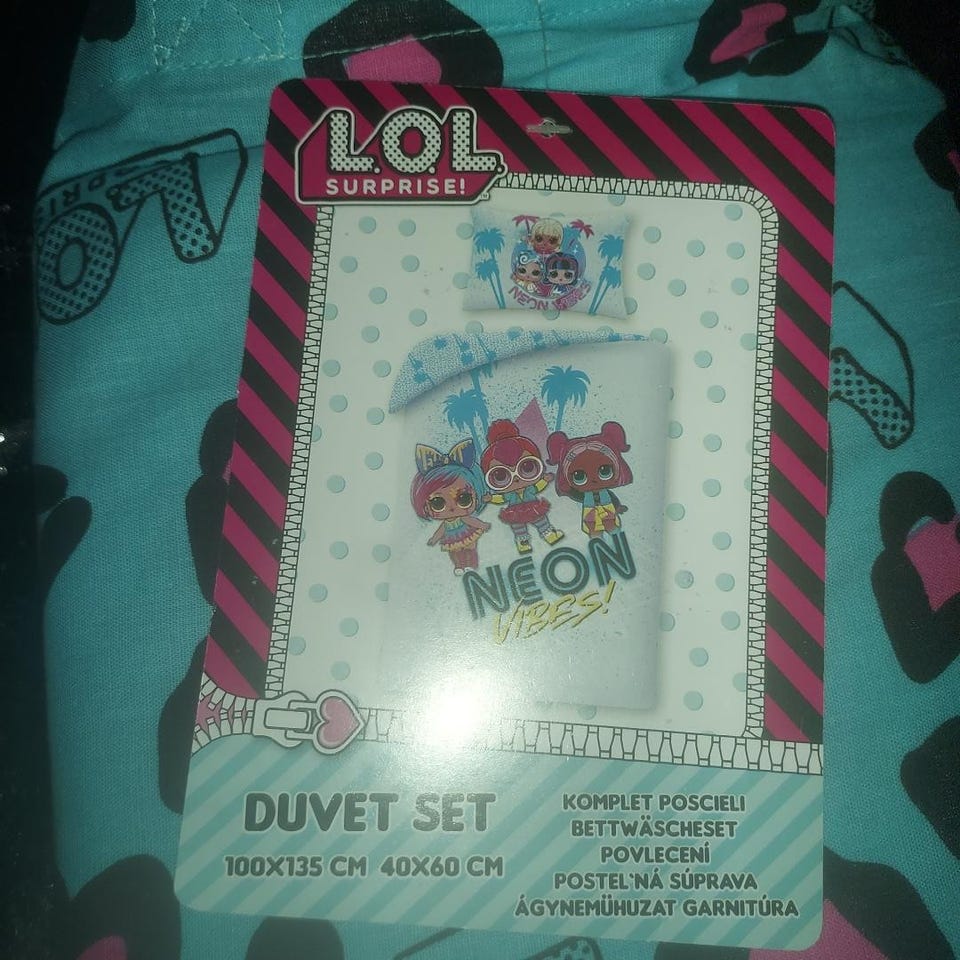 L.O.L.
SURPRISE!
NEON
NEON
VIBES!
DUVET SET
100X135 CM 40X60 CM
KOMPLET POSCIELI
BETTWÄSCHESET
POVLECENÍ
POSTEL'NÁ SÚPRAVA
ÁGYNEMŰHUZAT GARNITÚRA